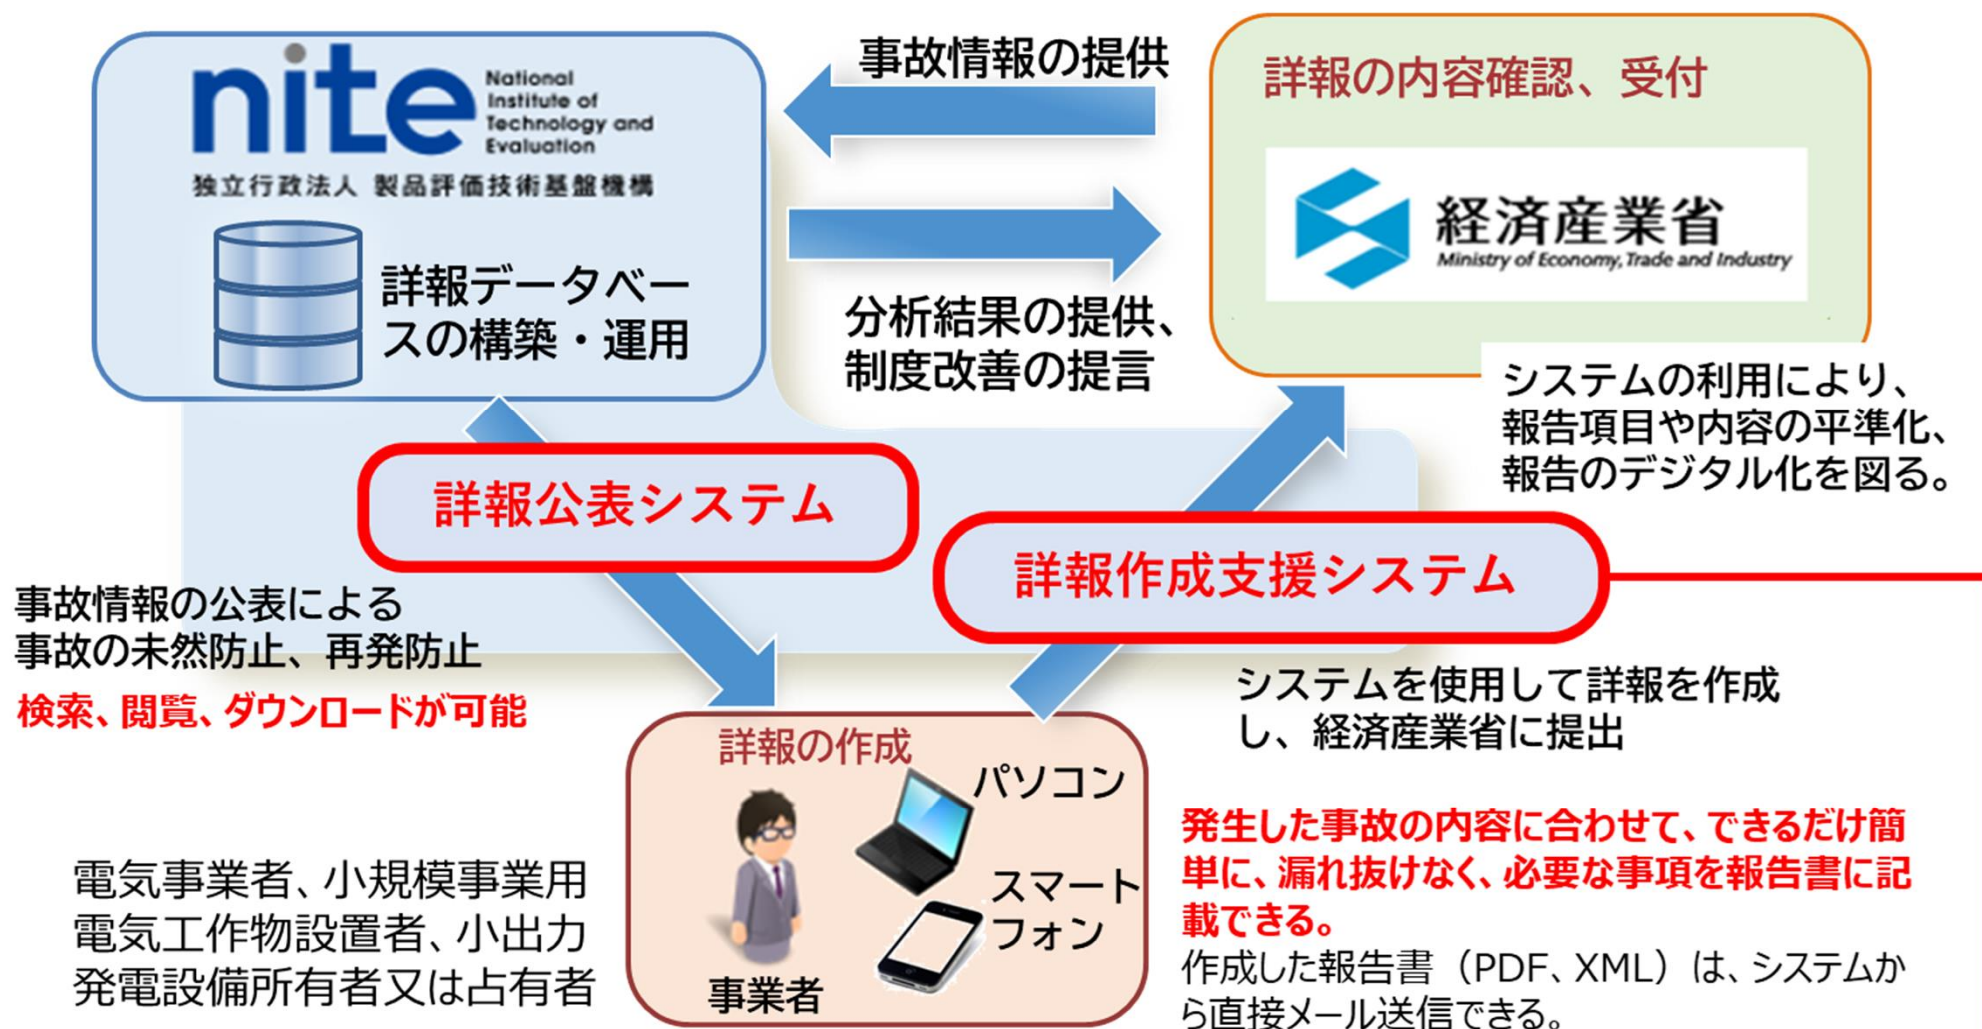 nite
National
Institute of
Technology and
Evaluation
独立行政法人 製品評価技術基盤機構
詳報データベー
スの構築・運用
事故情報の提供
分析結果の提供、
制度改善の提言
詳報の内容確認、受付
経済産業省
Ministry of Economy, Trade and Industry
システムの利用により、
報告項目や内容の平準化、
報告のデジタル化を図る。
詳報公表システム
詳報作成支援システム
事故情報の公表による
事故の未然防止、再発防止
検索、閲覧、ダウンロードが可能
システムを使用して詳報を作成
し、経済産業省に提出
詳報の作成
パソコン
スマート
フォン
事業者
電気事業者、小規模事業用
電気工作物設置者、小出力
発電設備所有者又は占有者
発生した事故の内容に合わせて、できるだけ簡
単に、漏れ抜けなく、必要な事項を報告書に記
載できる。
作成した報告書（PDF、XML）は、システムか
ら直接メール送信できる。